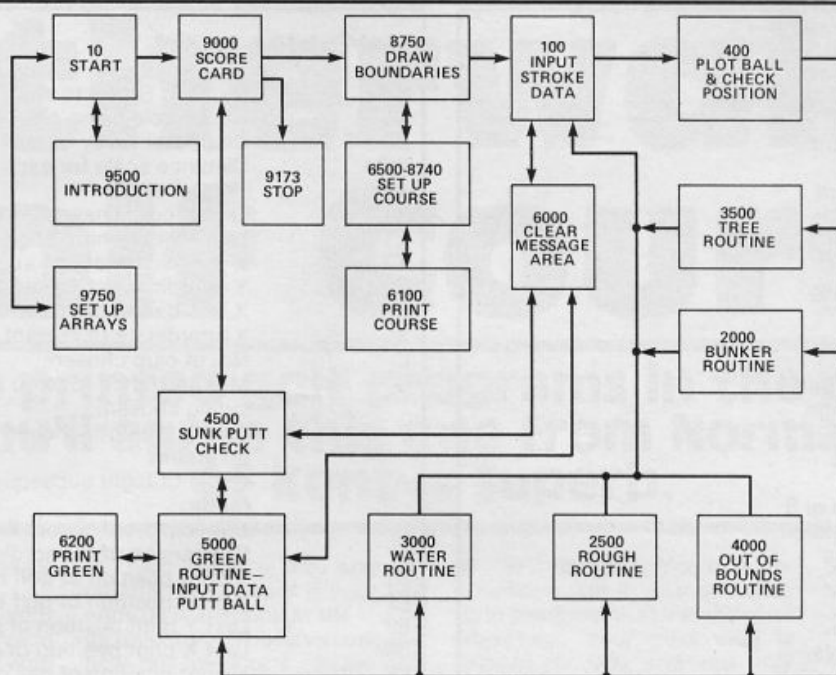 10
START
9000
SCORE
CARD
8750
DRAW
BOUNDARIES
100
INPUT
STROKE
DATA
400
PLOT BALL
& CHECK
POSITION
9500
INTRODUCTION
9173
STOP
6500-8740
SET UP
COURSE
6000
CLEAR
MESSAGE
AREA
3500
TREE
ROUTINE
9750
SET UP
ARRAYS
6100
PRINT
COURSE
2000
BUNKER
ROUTINE
4500
SUNK PUTT
CHECK
6200
PRINT
GREEN
5000
GREEN
ROUTINE—
INPUT DATA
PUTT BALL
3000
WATER
ROUTINE
2500
ROUGH
ROUTINE
4000
OUT OF
BOUNDS
ROUTINE